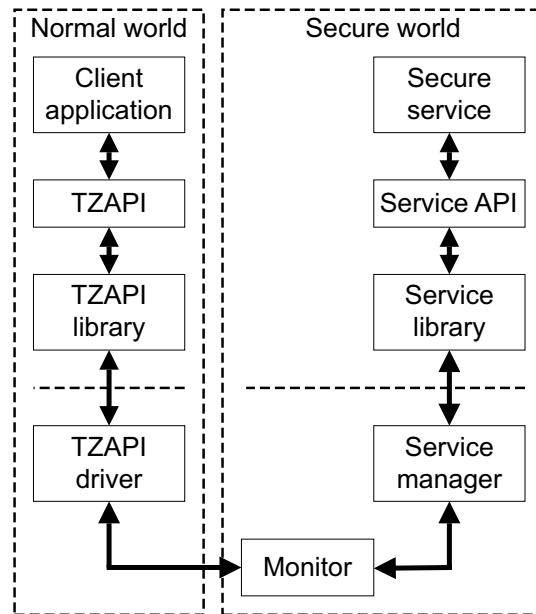 Normal world
Client
application
TZAPI
TZAPI
library
TZAPI
driver
Secure world
Secure
service
Service API
Service
library
Service
manager
Monitor